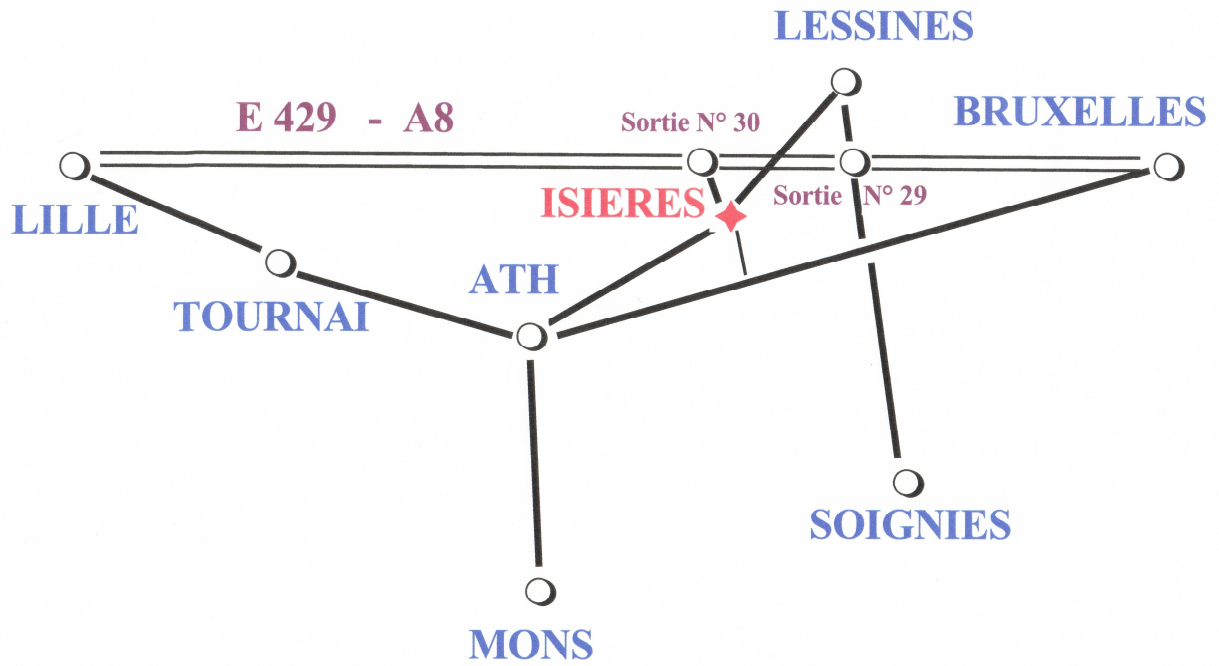 LESSINES
E 429 - A8
Sortie N° 30
BRUXELLES
ISIERES
Sortie N° 29
LILLE
ATH
TOURNAI
SOIGNIES
MONS